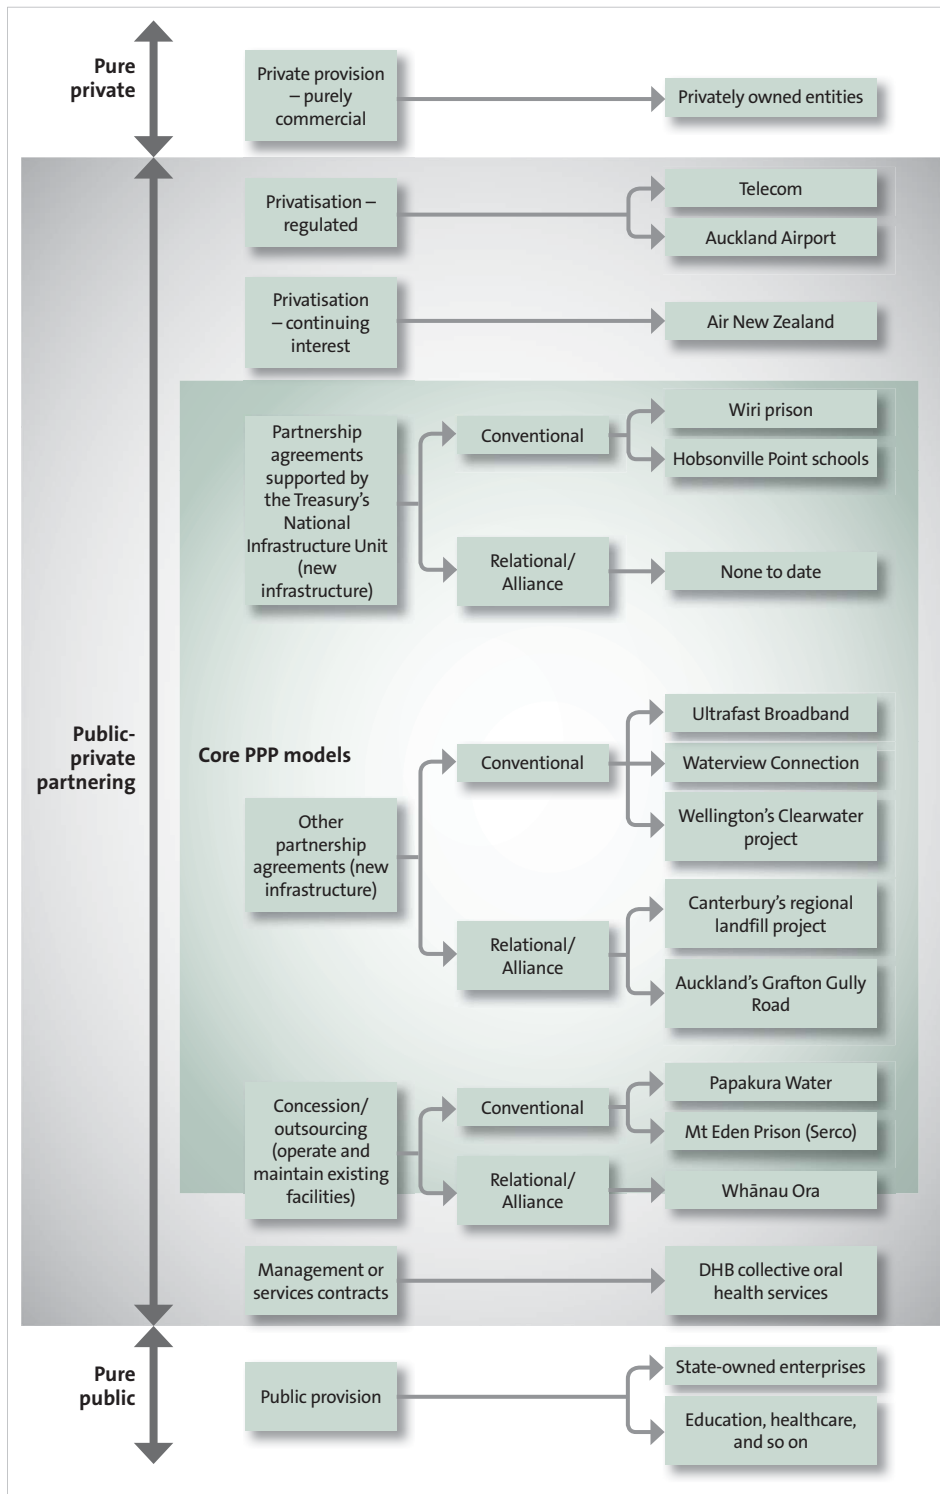 Pure
private
Private provision
– purely
commercial
Privately owned entities
Privatisation –
regulated
Telecom
Auckland Airport
Privatisation
– continuing
interest
Air New Zealand
Partnership
agreements
supported by
the Treasury’s
National
Infrastructure Unit
(new
infrastructure)
Conventional
Wiri prison
Hobsonville Point schools
Relational/
Alliance
None to date
Public-
private
partnering
Core PPP models
Other
partnership
agreements (new
infrastructure)
Conventional
Ultrafast Broadband
Waterview Connection
Wellington’s Clearwater
project
Relational/
Alliance
Canterbury’s regional
landfill project
Auckland’s Grafton Gully
Road
Concession/
outsourcing
(operate and
maintain existing
facilities)
Conventional
Papakura Water
Mt Eden Prison (Serco)
Relational/
Alliance
Whānau Ora
Management or
services contracts
DHB collective oral
health services
Pure
public
Public provision
State-owned enterprises
Education, healthcare,
and so on